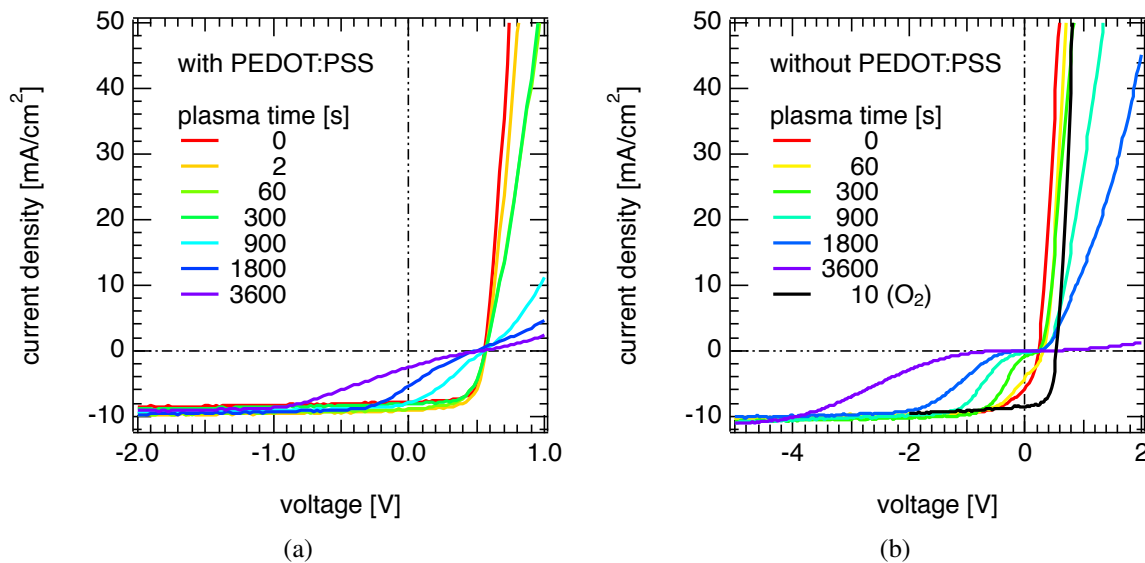 50
40
30
20
10
0
-10
current density [mA/cm²]
with PEDOT:PSS
plasma time [s]
0
2
60
300
900
1800
3600
-2.0 -1.0 0.0 1.0
voltage [V]
(a)
50
40
30
20
10
0
-10
current density [mA/cm²]
without PEDOT:PSS
plasma time [s]
0
60
300
900
1800
3600
10 (O₂)
-4 -2 0 2
voltage [V]
(b)